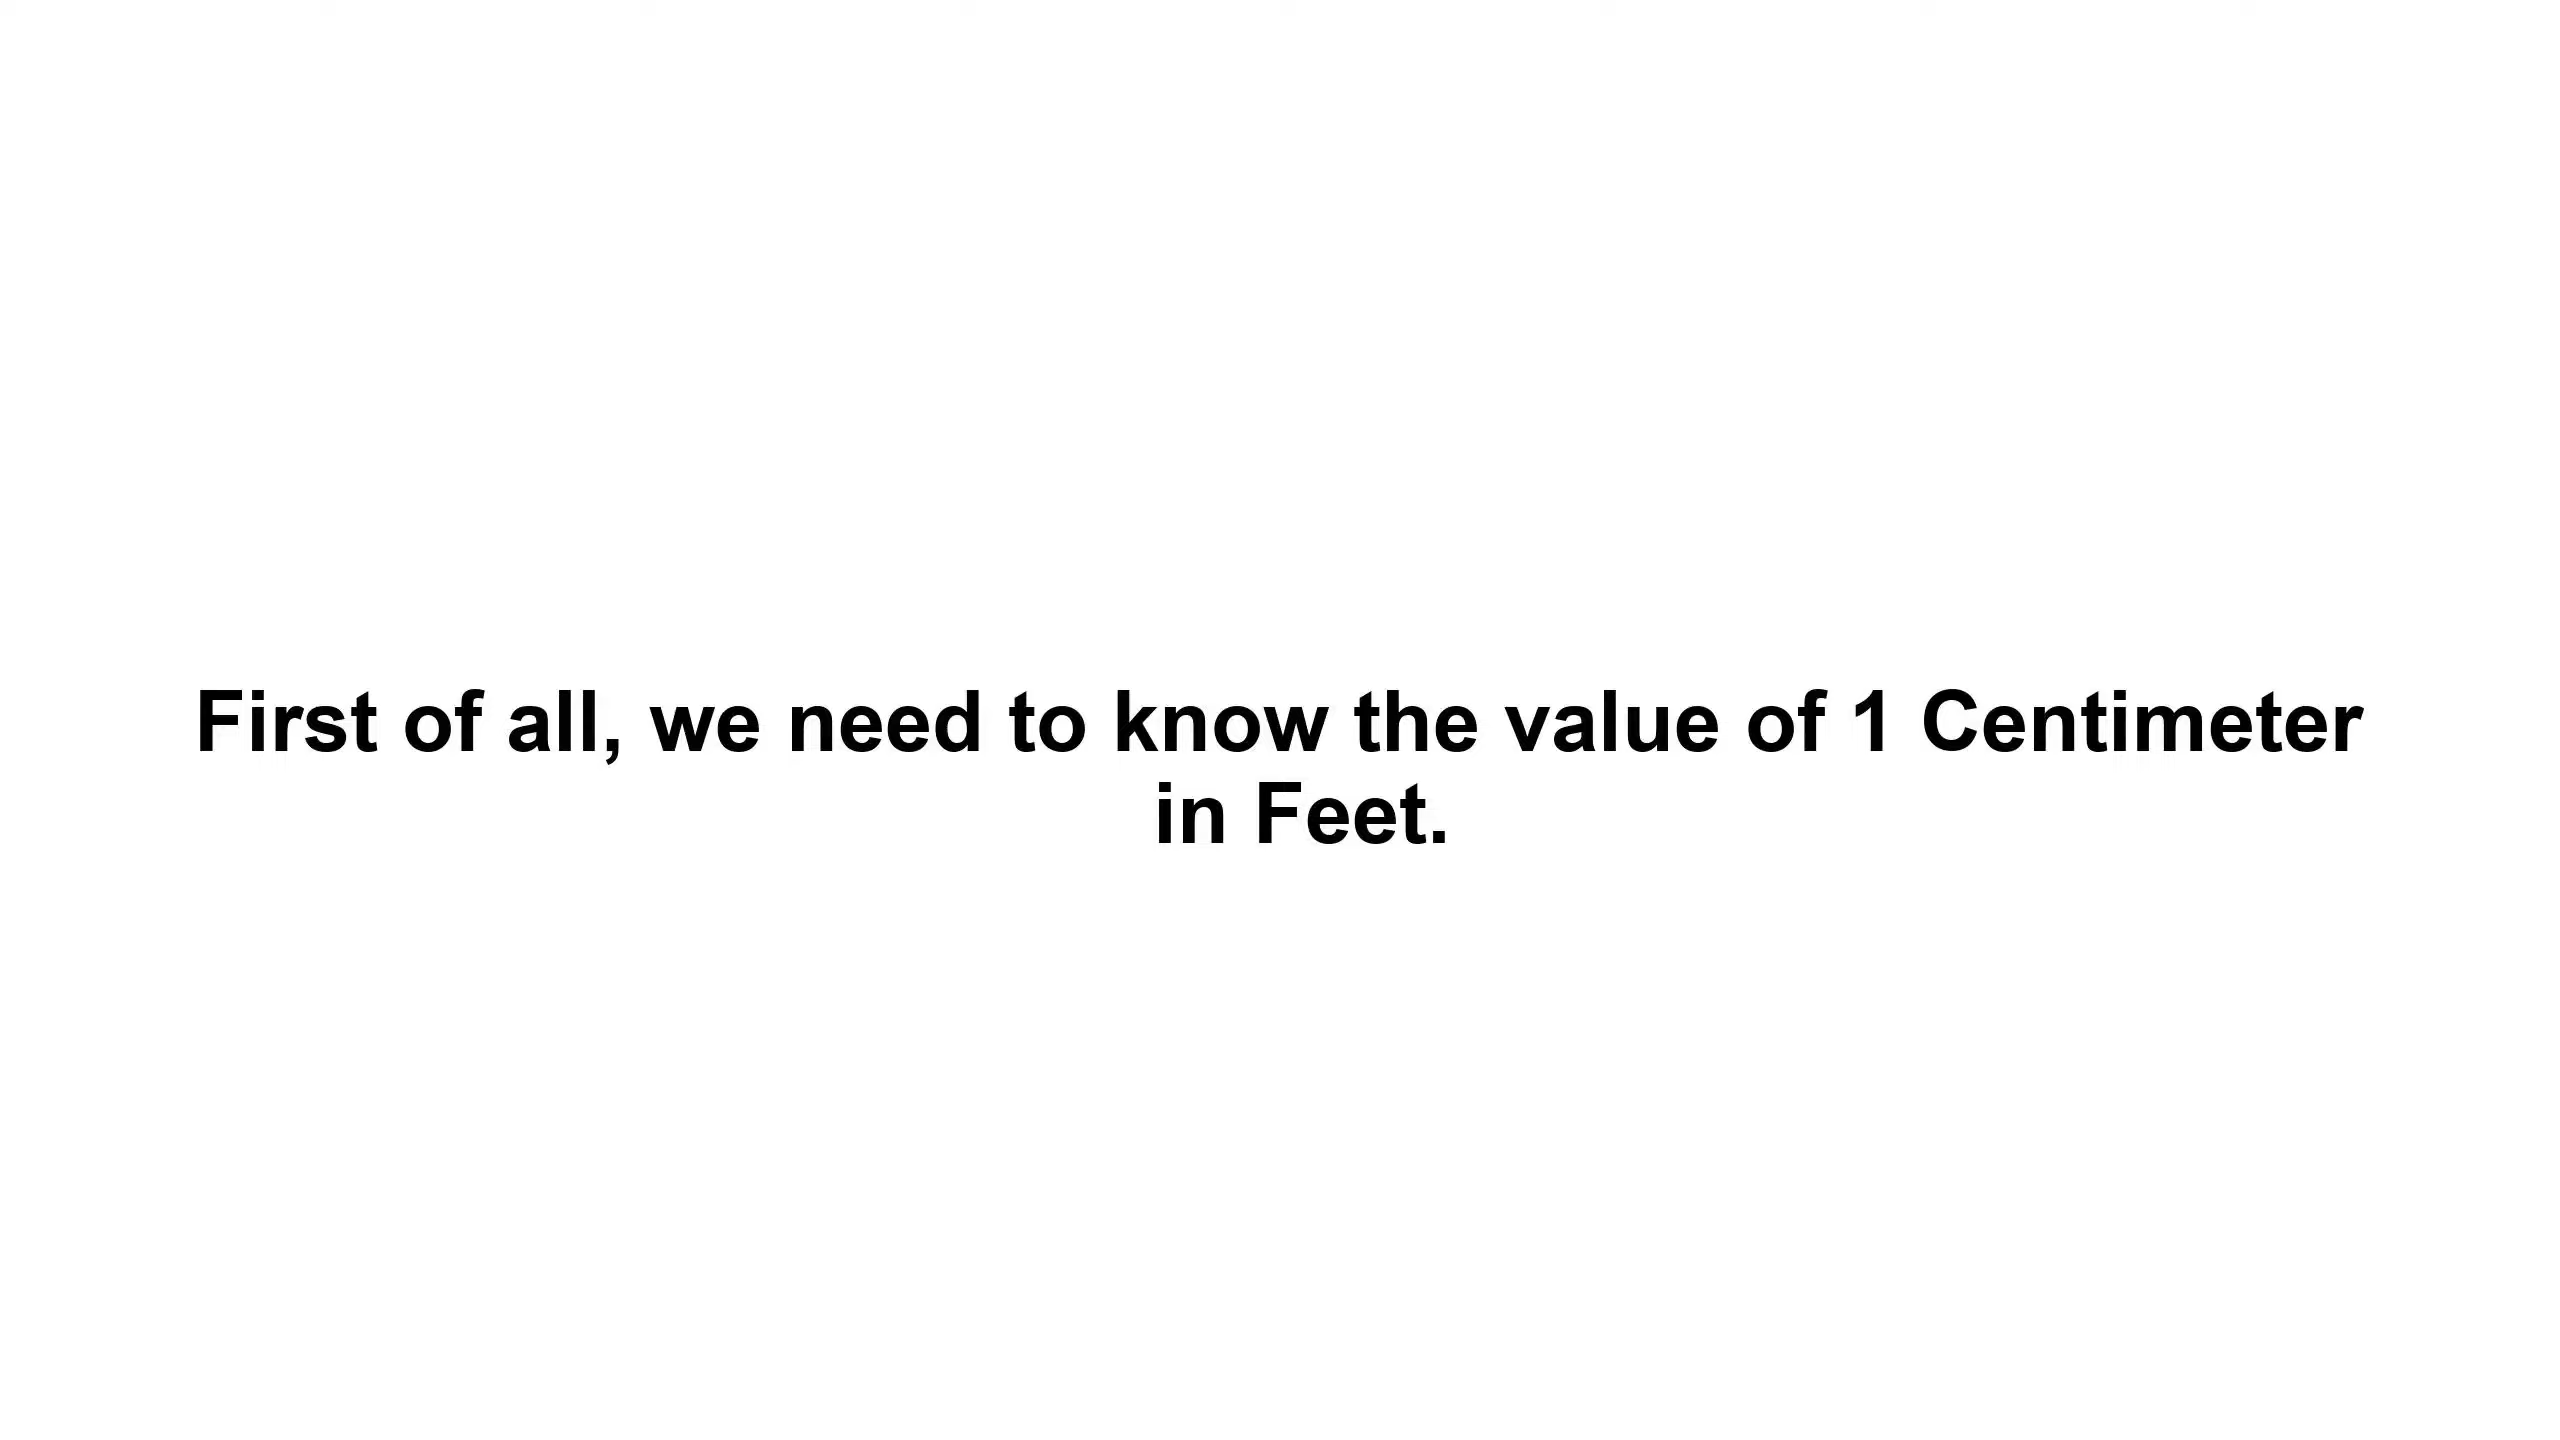 First of all, we need to know the value of 1 Centimeter
in Feet.